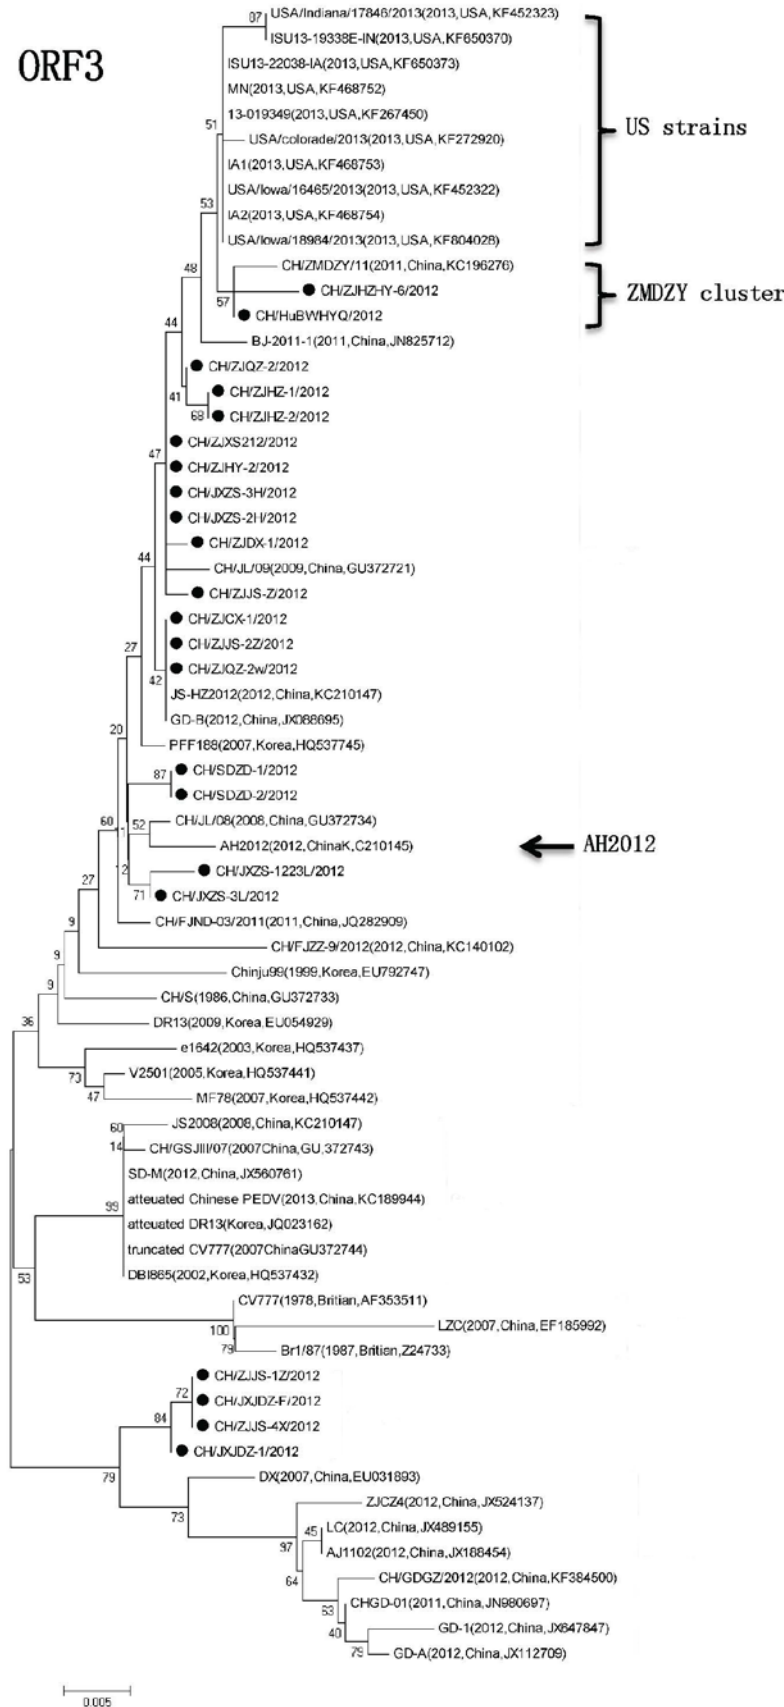 ORF3
87
USA/Indiana/17846/2013(2013,USA,KF452323)
ISU13-19338E-IN(2013,USA,KF650370)
ISU13-22038-IA(2013,USA,KF650373)
MN(2013,USA,KF468752)
13-019349(2013,USA,KF267450)
51
USA/colorade/2013(2013,USA,KF272920)
US strains
IA1(2013,USA,KF468753)
USA/Iowa/16465/2013(2013,USA,KF452322)
53
IA2(2013,USA,KF468754)
USA/Iowa/18984/2013(2013,USA,KF804028)
48
CH/ZMDZY/11(2011,China,KC196276)
57
CH/ZJHZHY-6/2012
ZMDZY cluster
CH/HuBWHYQ/2012
44
BJ-2011-1(2011,China,JN825712)
CH/ZJQZ-2/2012
41
CH/ZJHZ-1/2012
68
CH/ZJHZ-2/2012
CH/ZJXS212/2012
47
CH/ZJHY-2/2012
CH/JXZS-3H/2012
CH/JXZS-2H/2012
CH/ZJDX-1/2012
44
CH/JL/09(2009,China,GU372721)
CH/ZJJS-Z/2012
CH/ZJCX-1/2012
27
CH/ZJJS-2Z/2012
42
CH/ZJQZ-2w/2012
JS-HZ2012(2012,China,KC210147)
20
GD-B(2012,China,JX088695)
PFF188(2007,Korea,HQ537745)
87
CH/SDZD-1/2012
CH/SDZD-2/2012
60
1
52
CH/JL/08(2008,China,GU372734)
AH2012(2012,ChinaK,C210145)
AH2012
27
2
CH/JXZS-1223L/2012
71
CH/JXZS-3L/2012
9
CH/FJND-03/2011(2011,China,JQ282909)
CH/FJZZ-9/2012(2012,China,KC140102)
9
Chinju99(1999,Korea,EU792747)
9
CH/S(1986,China,GU372733)
36
DR13(2009,Korea,EU054929)
e1642(2003,Korea,HQ537437)
73
V2501(2005,Korea,HQ537441)
47
MF78(2007,Korea,HQ537442)
60
JS2008(2008,China,KC210147)
14
CH/GSJIII/07(2007China,GU,372743)
SD-M(2012,China,JX560761)
99
atteuated Chinese PEDV(2013,China,KC189944)
atteuated DR13(Korea,JQ023162)
truncated CV777(2007ChinaGU372744)
53
DBI865(2002,Korea,HQ537432)
CV777(1978,Britian,AF353511)
100
LZC(2007,China,EF185992)
79
Br1/87(1987,Britian,Z24733)
CH/ZJJS-1Z/2012
72
CH/JXJDZ-F/2012
84
CH/ZJJS-4X/2012
CH/JXJDZ-1/2012
79
DX(2007,China,EU031893)
73
ZJCZ4(2012,China,JX524137)
45
LC(2012,China,JX489155)
97
AJ1102(2012,China,JX188454)
64
CH/GDGZ/2012(2012,China,KF384500)
63
CHGD-01(2011,China,JN980697)
40
GD-1(2012,China,JX647847)
79
GD-A(2012,China,JX112709)
0.005